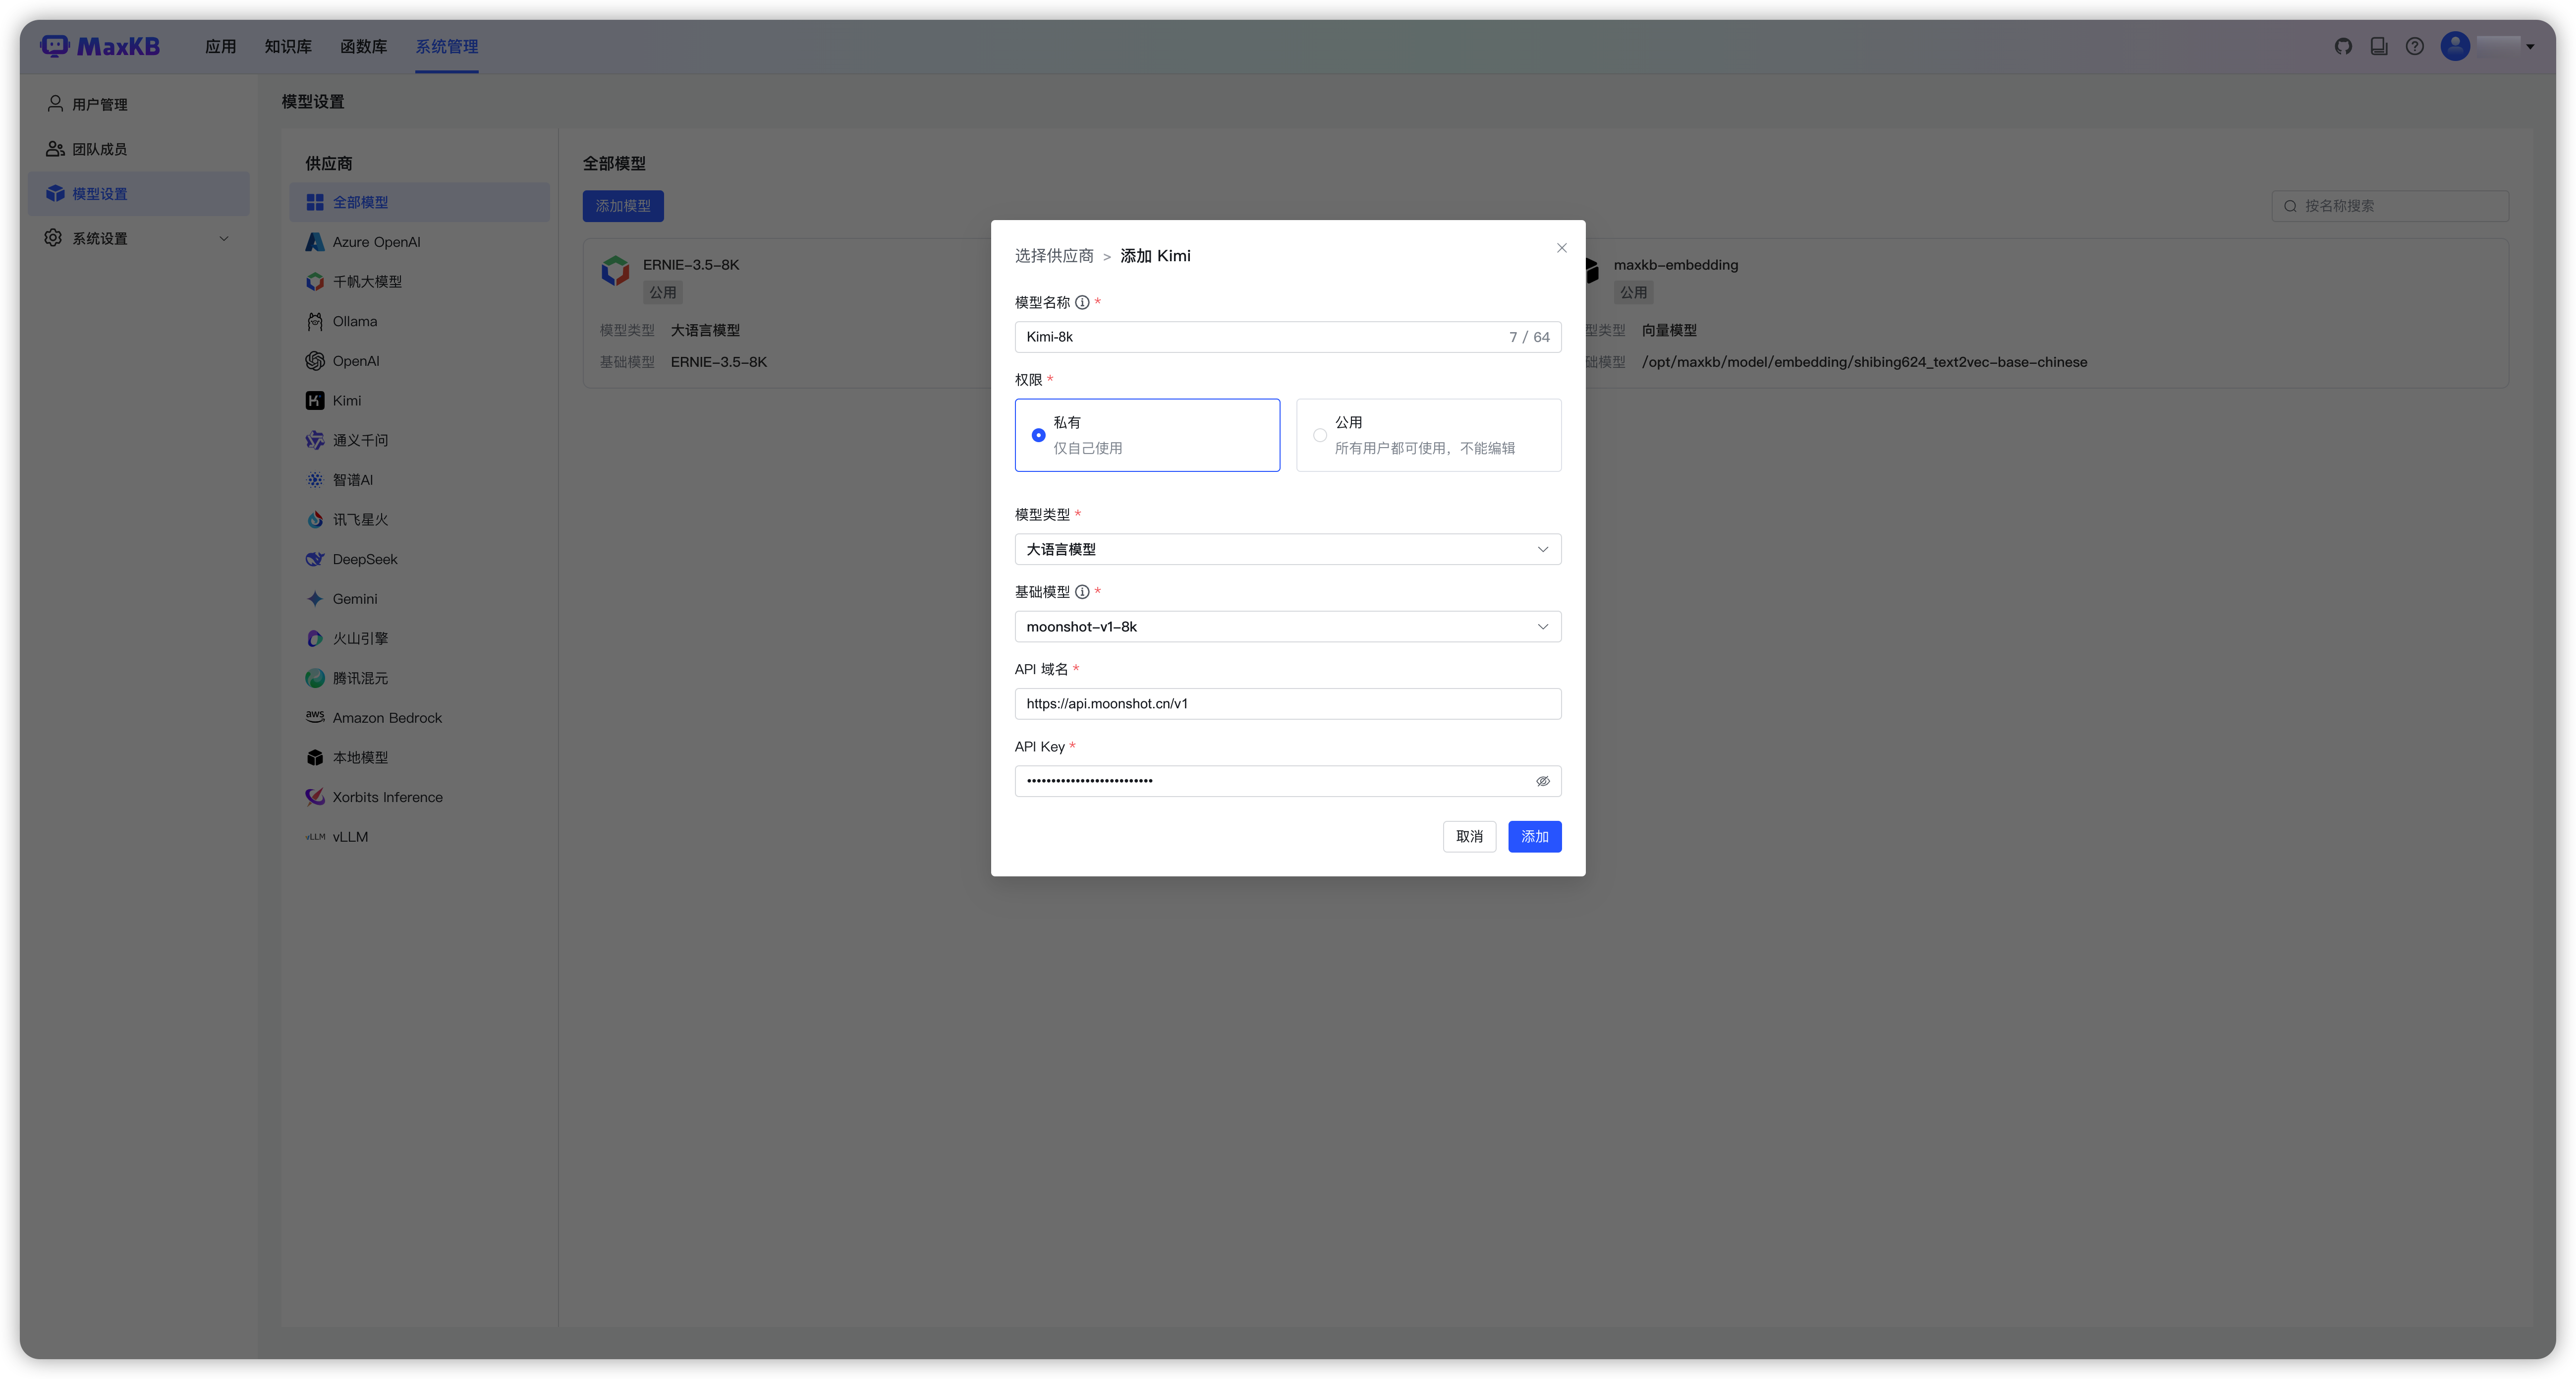 MaxKB 应用 知识库 函数库 系统管理
用户管理
团队成员
模型设置
系统设置
模型设置
供应商
全部模型
Azure OpenAI
千帆大模型
Ollama
OpenAI
Kimi
通义千问
智谱AI
讯飞星火
DeepSeek
Gemini
火山引擎
腾讯混元
aws Amazon Bedrock
本地模型
Xorbits Inference
vLLM vLLM
全部模型
添加模型
按名称搜索
ERNIE-3.5-8K
公用
模型类型 大语言模型
基础模型 ERNIE-3.5-8K
maxkb-embedding
公用
型类型 向量模型
础模型 /opt/maxkb/model/embedding/shibing624_text2vec-base-chinese
选择供应商 > 添加 Kimi
模型名称 *
Kimi-8k 7 / 64
权限 *
私有
仅自己使用
公用
所有用户都可使用，不能编辑
模型类型 *
大语言模型
基础模型 *
moonshot-v1-8k
API 域名 *
https://api.moonshot.cn/v1
API Key *
••••••••••••••••••••••••••
取消 添加